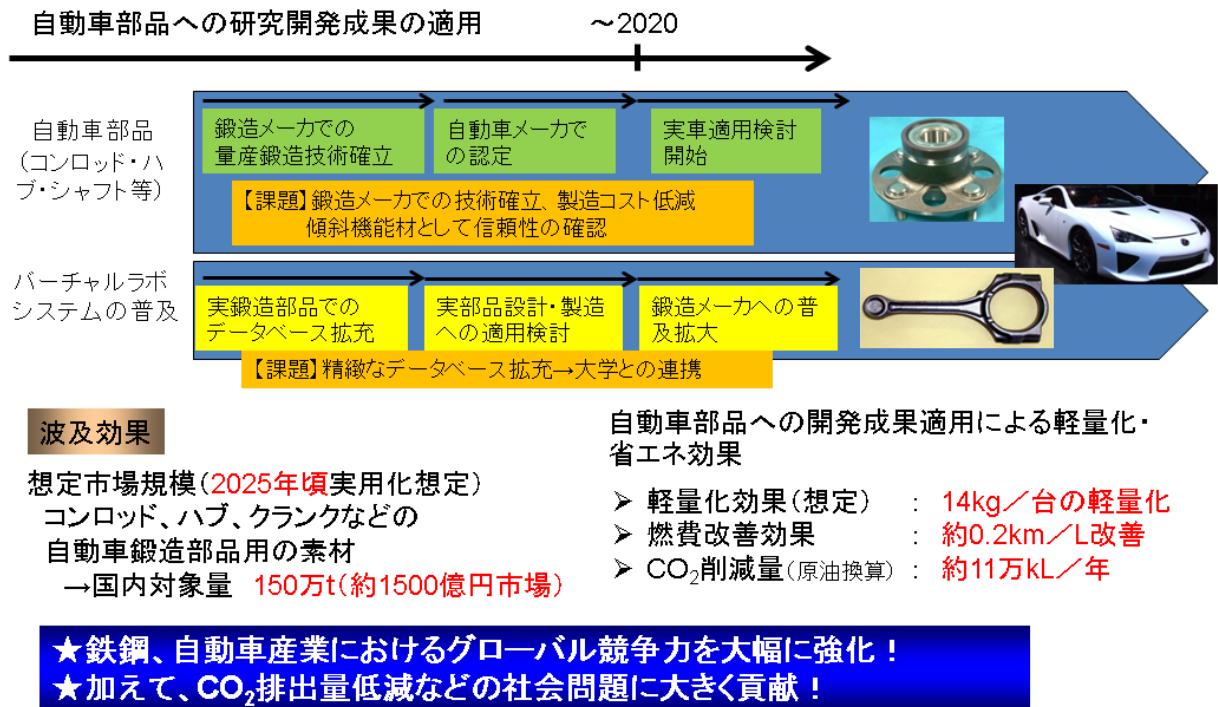 自動車部品への研究開発成果の適用 ～2020
自動車部品
(コンロッド・ハ
ブ・シャフト等)
鍛造メーカでの
量産鍛造技術確立
自動車メーカで
の認定
実車適用検討
開始
【課題】鍛造メーカでの技術確立、製造コスト低減
傾斜機能材として信頼性の確認
バーチャルラボ
システムの普及
実鍛造部品での
データベース拡充
実部品設計・製造
への適用検討
鍛造メーカへの普
及拡大
【課題】精緻なデータベース拡充→大学との連携
波及効果
想定市場規模(2025年頃実用化想定)
コンロッド、ハブ、クランクなどの
自動車鍛造部品用の素材
→国内対象量 150万t(約1500億円市場)
自動車部品への開発成果適用による軽量化・
省エネ効果
➢ 軽量化効果(想定) : 14kg／台の軽量化
➢ 燃費改善効果 : 約0.2km／L改善
➢ CO₂削減量(原油換算) : 約11万kL／年
★鉄鋼、自動車産業におけるグローバル競争力を大幅に強化！
★加えて、CO₂排出量低減などの社会問題に大きく貢献！